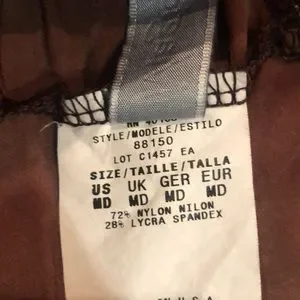 STYLE/MODELE/ESTILO
88150
LOT C1457 EA
SIZE/TAILLE/TALLA
US UK GER EUR
MD MD MD MD
72% NYLON NILON
28% LYCRA SPANDEX